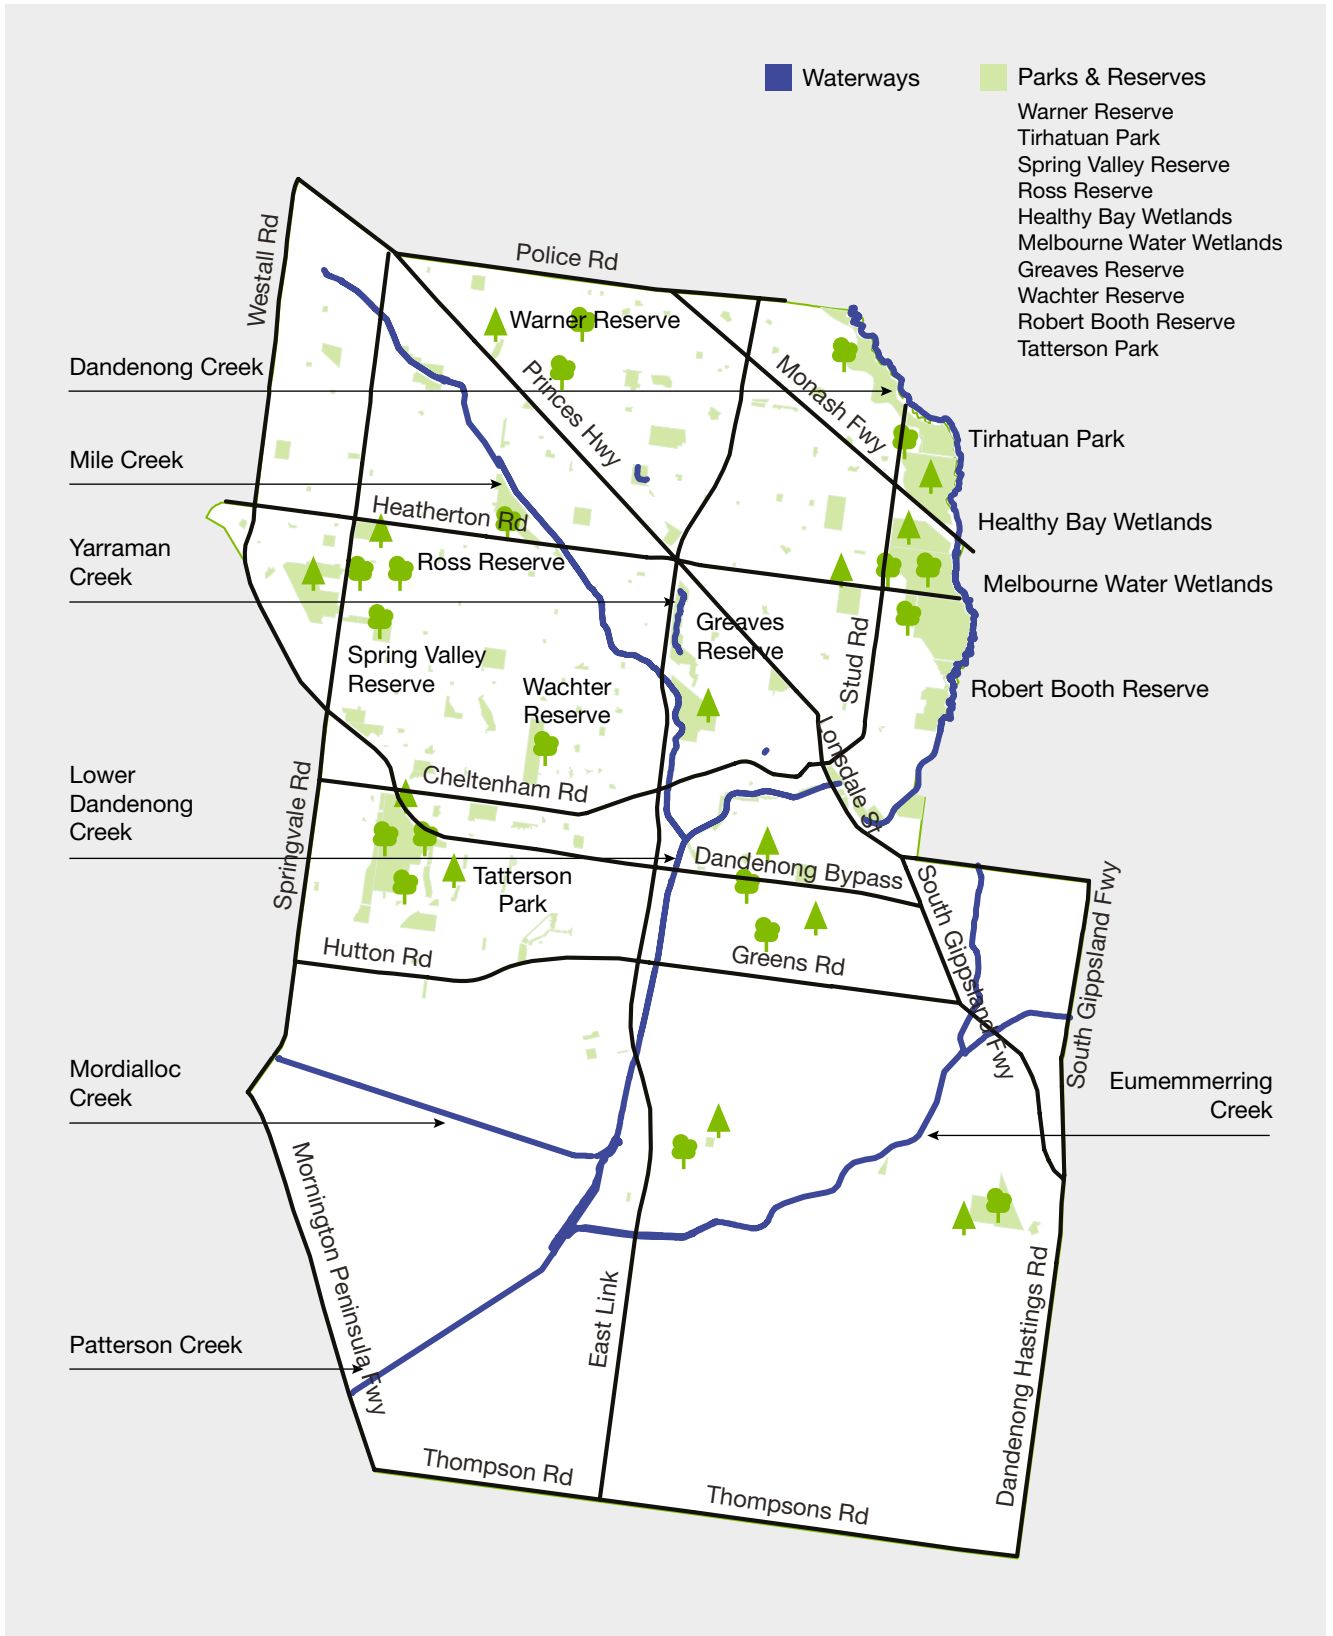 Waterways
Parks & Reserves
Warner Reserve
Tirhatuan Park
Spring Valley Reserve
Ross Reserve
Healthy Bay Wetlands
Melbourne Water Wetlands
Greaves Reserve
Wachter Reserve
Robert Booth Reserve
Tatterson Park
Westall Rd
Police Rd
Warner Reserve
Dandenong Creek
Princes Hwy
Monash Fwy
Tirhatuan Park
Mile Creek
Heatherton Rd
Healthy Bay Wetlands
Yarraman
Creek
Ross Reserve
Melbourne Water Wetlands
Greaves
Reserve
Stud Rd
Spring Valley
Reserve
Wachter
Reserve
Robert Booth Reserve
Lonsdale St
Lower
Dandenong
Creek
Springvale Rd
Cheltenham Rd
Dandenong Bypass
Tatterson
Park
South Gippsland Fwy
South Gippsland Fwy
Hutton Rd
Greens Rd
Mordialloc
Creek
Eumemmerring
Creek
Mornington Peninsula Fwy
East Link
Dandenong Hastings Rd
Patterson Creek
Thompson Rd
Thompsons Rd